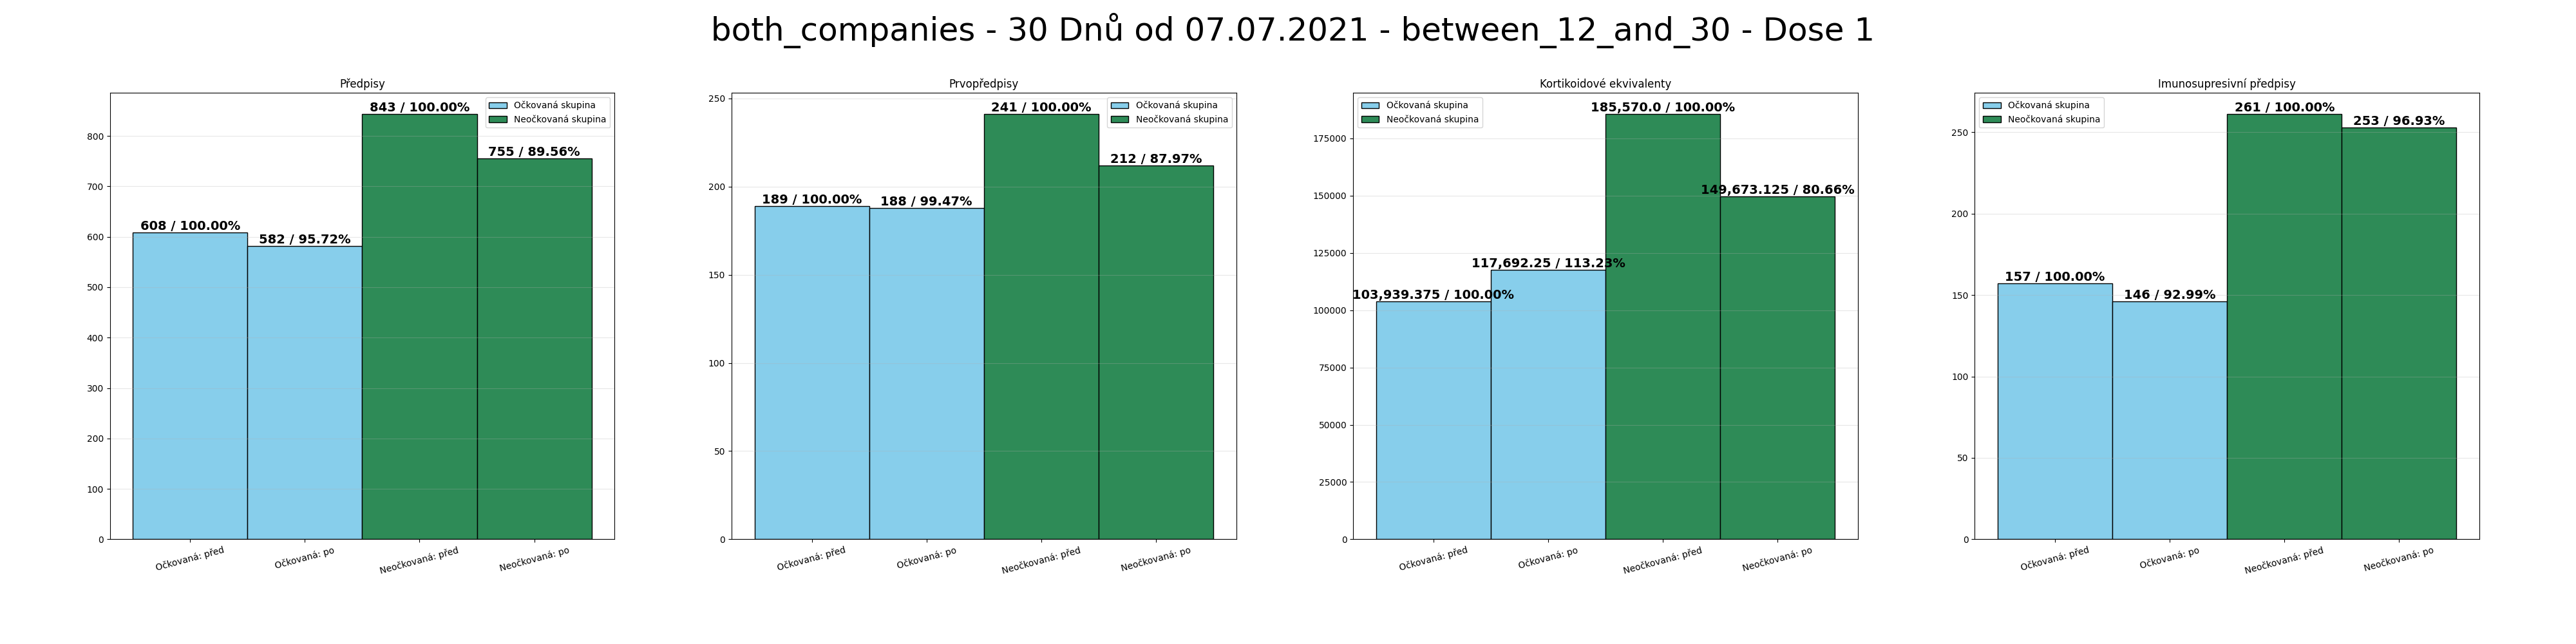 both_companies - 30 Dnů od 07.07.2021 - between_12_and_30 - Dose 1
Předpisy
843 / 100.00%
Očkovaná skupina
Neočkovaná skupina
755 / 89.56%
608 / 100.00%
582 / 95.72%
800
700
600
500
400
300
200
100
0
Očkovaná: před
Očkovaná: po
Neočkovaná: před
Neočkovaná: po
Prvopředpisy
241 / 100.00%
Očkovaná skupina
Neočkovaná skupina
212 / 87.97%
189 / 100.00%
188 / 99.47%
250
200
150
100
50
0
Očkovaná: před
Očkovaná: po
Neočkovaná: před
Neočkovaná: po
Kortikoidové ekvivalenty
Očkovaná skupina
Neočkovaná skupina
185,570.0 / 100.00%
149,673.125 / 80.66%
117,692.25 / 113.23%
103,939.375 / 100.00%
175000
150000
125000
100000
75000
50000
25000
0
Očkovaná: před
Očkovaná: po
Neočkovaná: před
Neočkovaná: po
Imunosupresivní předpisy
Očkovaná skupina
Neočkovaná skupina
261 / 100.00%
253 / 96.93%
157 / 100.00%
146 / 92.99%
250
200
150
100
50
0
Očkovaná: před
Očkovaná: po
Neočkovaná: před
Neočkovaná: po